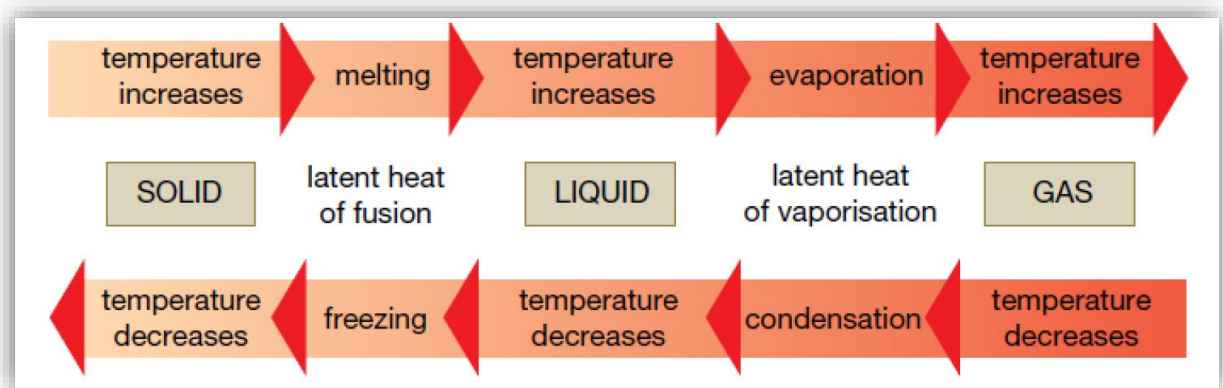 temperature
increases
melting
temperature
increases
evaporation
temperature
increases
SOLID
latent heat
of fusion
LIQUID
latent heat
of vaporisation
GAS
temperature
decreases
freezing
temperature
decreases
condensation
temperature
decreases